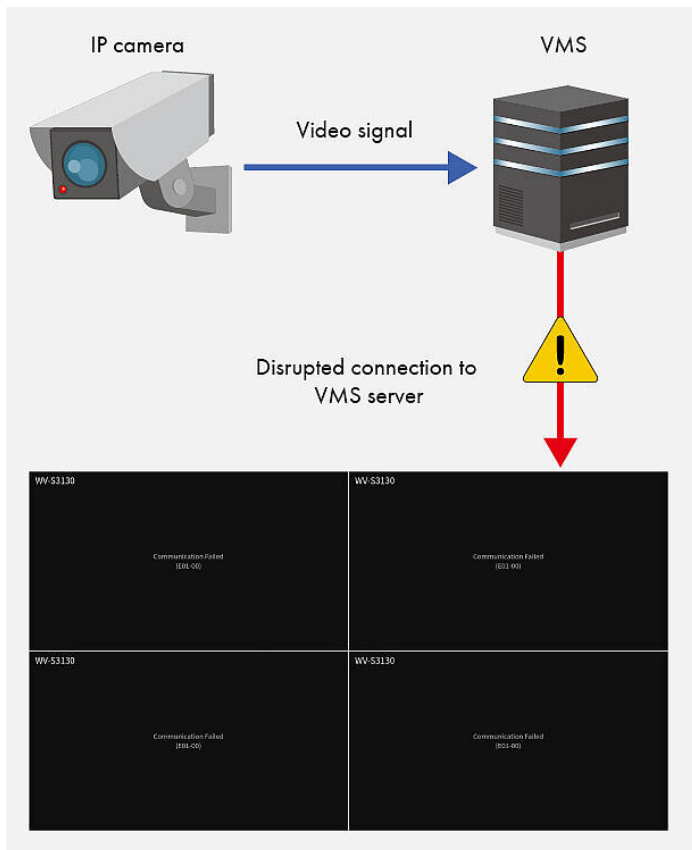 IP camera
VMS
Video signal
Disrupted connection to
VMS server
WV-S3130
Communication Failed
(E01-00)
WV-S3130
Communication Failed
(E01-00)
WV-S3130
Communication Failed
(E01-00)
WV-S3130
Communication Failed
(E01-00)